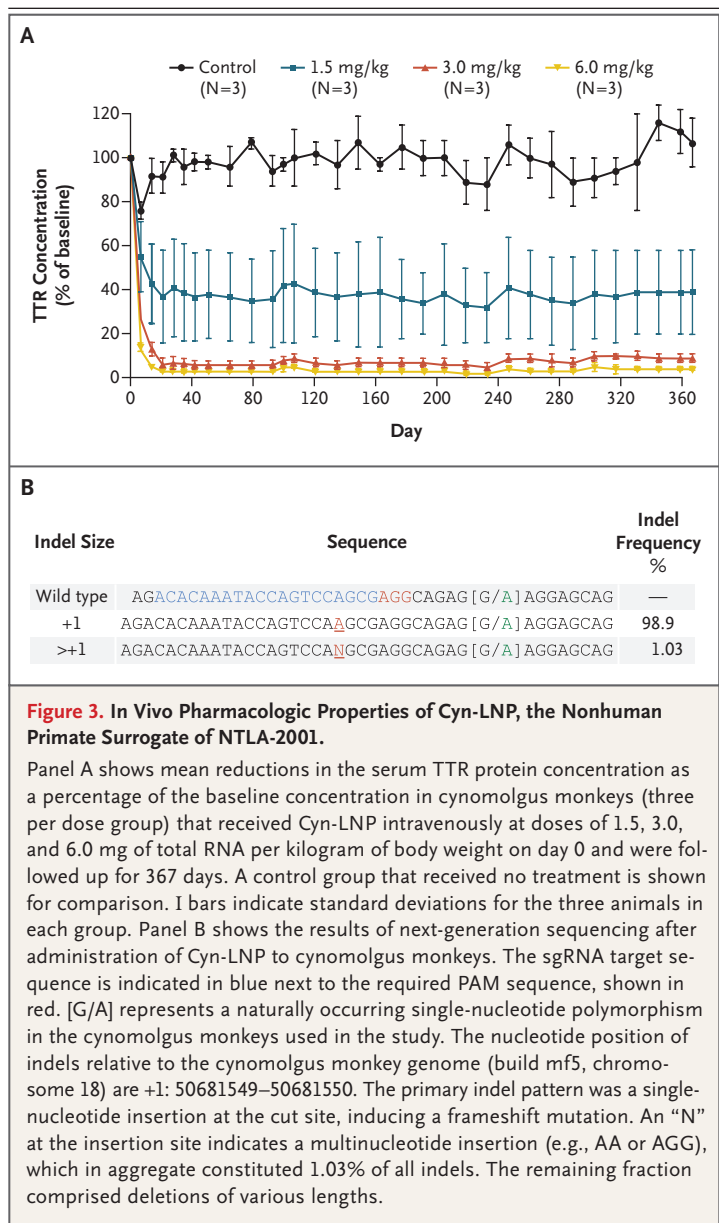 A
Control
(N=3)
1.5 mg/kg
(N=3)
3.0 mg/kg
(N=3)
6.0 mg/kg
(N=3)
TTR Concentration
(% of baseline)
120
100
80
60
40
20
0
0 40 80 120 160 200 240 280 320 360
Day
B
Indel Size Sequence Indel
Frequency
%
Wild type AGACACAAATACCAGTCCAGCGAGGCAGAG[G/A]AGGAGCAG —
+1 AGACACAAATACCAGTCCAAGCGAGGCAGAG[G/A]AGGAGCAG 98.9
>+1 AGACACAAATACCAGTCCANGCGAGGCAGAG[G/A]AGGAGCAG 1.03
Figure 3. In Vivo Pharmacologic Properties of Cyn-LNP, the Nonhuman
Primate Surrogate of NTLA-2001.
Panel A shows mean reductions in the serum TTR protein concentration as
a percentage of the baseline concentration in cynomolgus monkeys (three
per dose group) that received Cyn-LNP intravenously at doses of 1.5, 3.0,
and 6.0 mg of total RNA per kilogram of body weight on day 0 and were fol-
lowed up for 367 days. A control group that received no treatment is shown
for comparison. I bars indicate standard deviations for the three animals in
each group. Panel B shows the results of next-generation sequencing after
administration of Cyn-LNP to cynomolgus monkeys. The sgRNA target se-
quence is indicated in blue next to the required PAM sequence, shown in
red. [G/A] represents a naturally occurring single-nucleotide polymorphism
in the cynomolgus monkeys used in the study. The nucleotide position of
indels relative to the cynomolgus monkey genome (build mf5, chromo-
some 18) are +1: 50681549–50681550. The primary indel pattern was a single-
nucleotide insertion at the cut site, inducing a frameshift mutation. An “N”
at the insertion site indicates a multinucleotide insertion (e.g., AA or AGG),
which in aggregate constituted 1.03% of all indels. The remaining fraction
comprised deletions of various lengths.